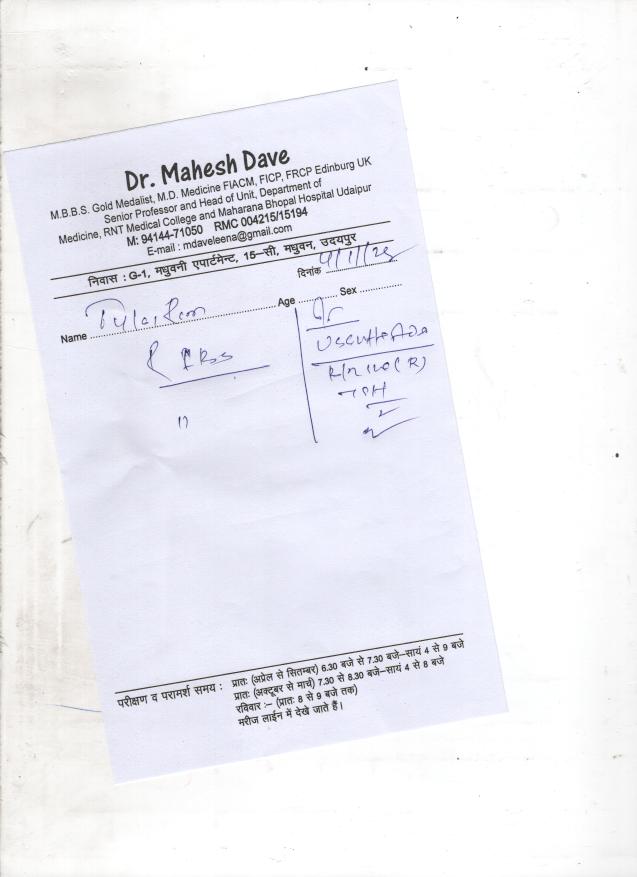 Dr. Mahesh Dave
M.B.B.S. Gold Medalist, M.D. Medicine FIACM, FICP, FRCP Edinburg UK
Senior Professor and Head of Unit, Department of
Medicine, RNT Medical College and Maharana Bhopal Hospital Udaipur
M: 94144-71050 RMC 004215/15194
E-mail : mdaveleena@gmail.com
निवास : G-1, मधुवनी एपार्टमेन्ट, 15-सी, मधुवन, उदयपुर
दिनांक
Name Age Sex
TSH
परीक्षण व परामर्श समय : प्रातः (अप्रेल से सितम्बर) 6.30 बजे से 7.30 बजे-सायं 4 से 9 बजे
प्रातः (अक्टूबर से मार्च) 7.30 से 8.30 बजे-सायं 4 से 8 बजे
रविवार :- (प्रातः 8 से 9 बजे तक)
मरीज लाईन में देखे जाते हैं।